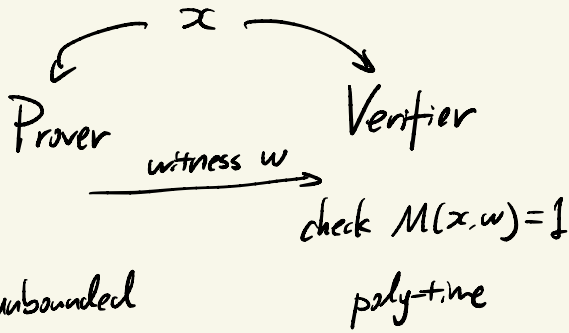 x
Prover
Verifier
witness w
check M(x,w)=1
unbounded
poly-time